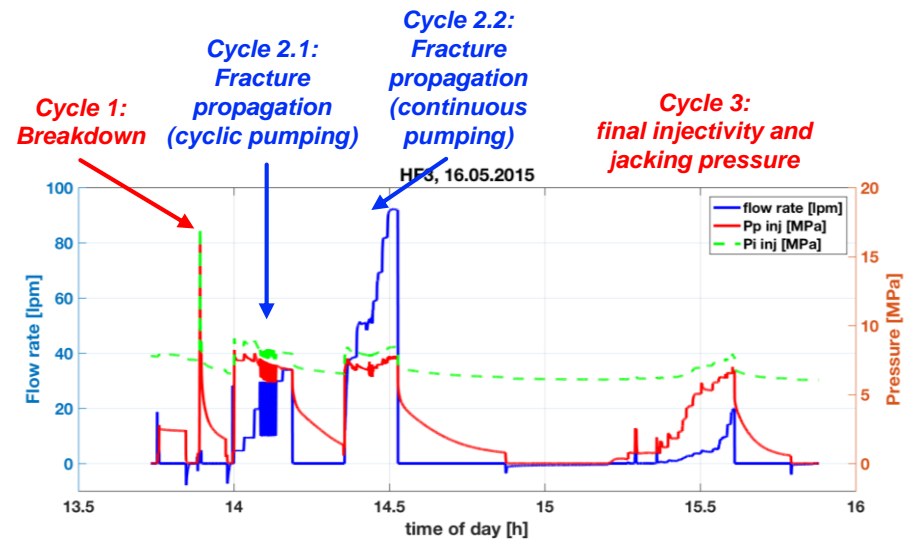 Cycle 1:
Breakdown
Cycle 2.1:
Fracture
propagation
(cyclic pumping)
Cycle 2.2:
Fracture
propagation
(continuous
pumping)
Cycle 3:
final injectivity and
jacking pressure
HF3, 16.05.2015
flow rate [lpm]
Pp inj [MPa]
Pi inj [MPa]
Flow rate [lpm]
100
80
60
40
20
0
Pressure [MPa]
20
15
10
5
0
13.5
14
14.5
15
15.5
16
time of day [h]